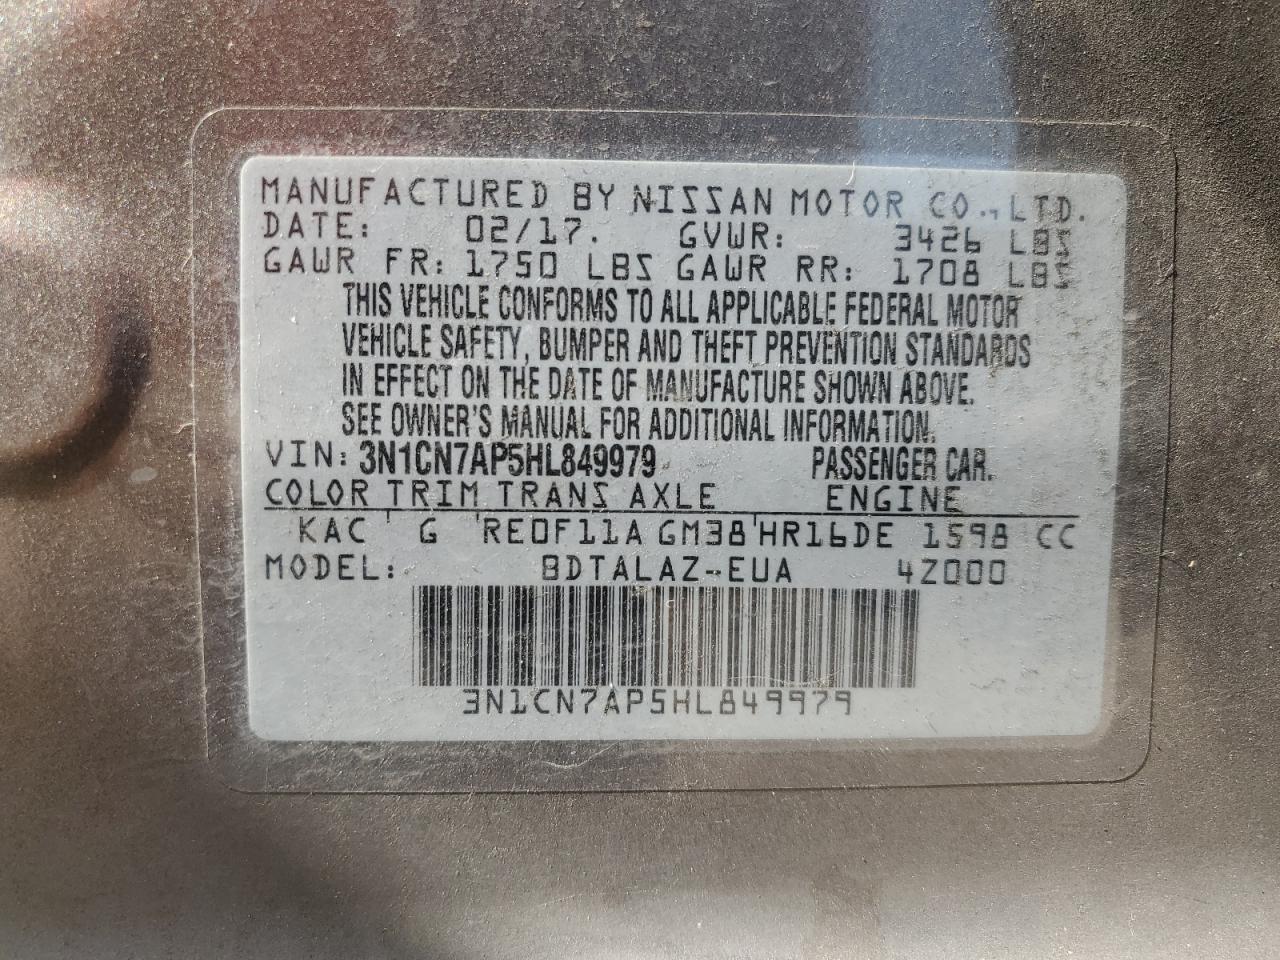 MANUFACTURED BY NISSAN MOTOR CO., LTD.
DATE: 02/17. GVWR: 3426 LBS
GAWR FR: 1750 LBS GAWR RR: 1708 LBS
THIS VEHICLE CONFORMS TO ALL APPLICABLE FEDERAL MOTOR
VEHICLE SAFETY, BUMPER AND THEFT PREVENTION STANDARDS
IN EFFECT ON THE DATE OF MANUFACTURE SHOWN ABOVE.
SEE OWNER'S MANUAL FOR ADDITIONAL INFORMATION.
VIN: 3N1CN7AP5HL849979 PASSENGER CAR.
COLOR TRIM TRANS AXLE ENGINE
KAC G RE0F11A GM38 HR16DE 1598 CC
MODEL: BDTALAZ-EUA 4Z000
3N1CN7AP5HL849979